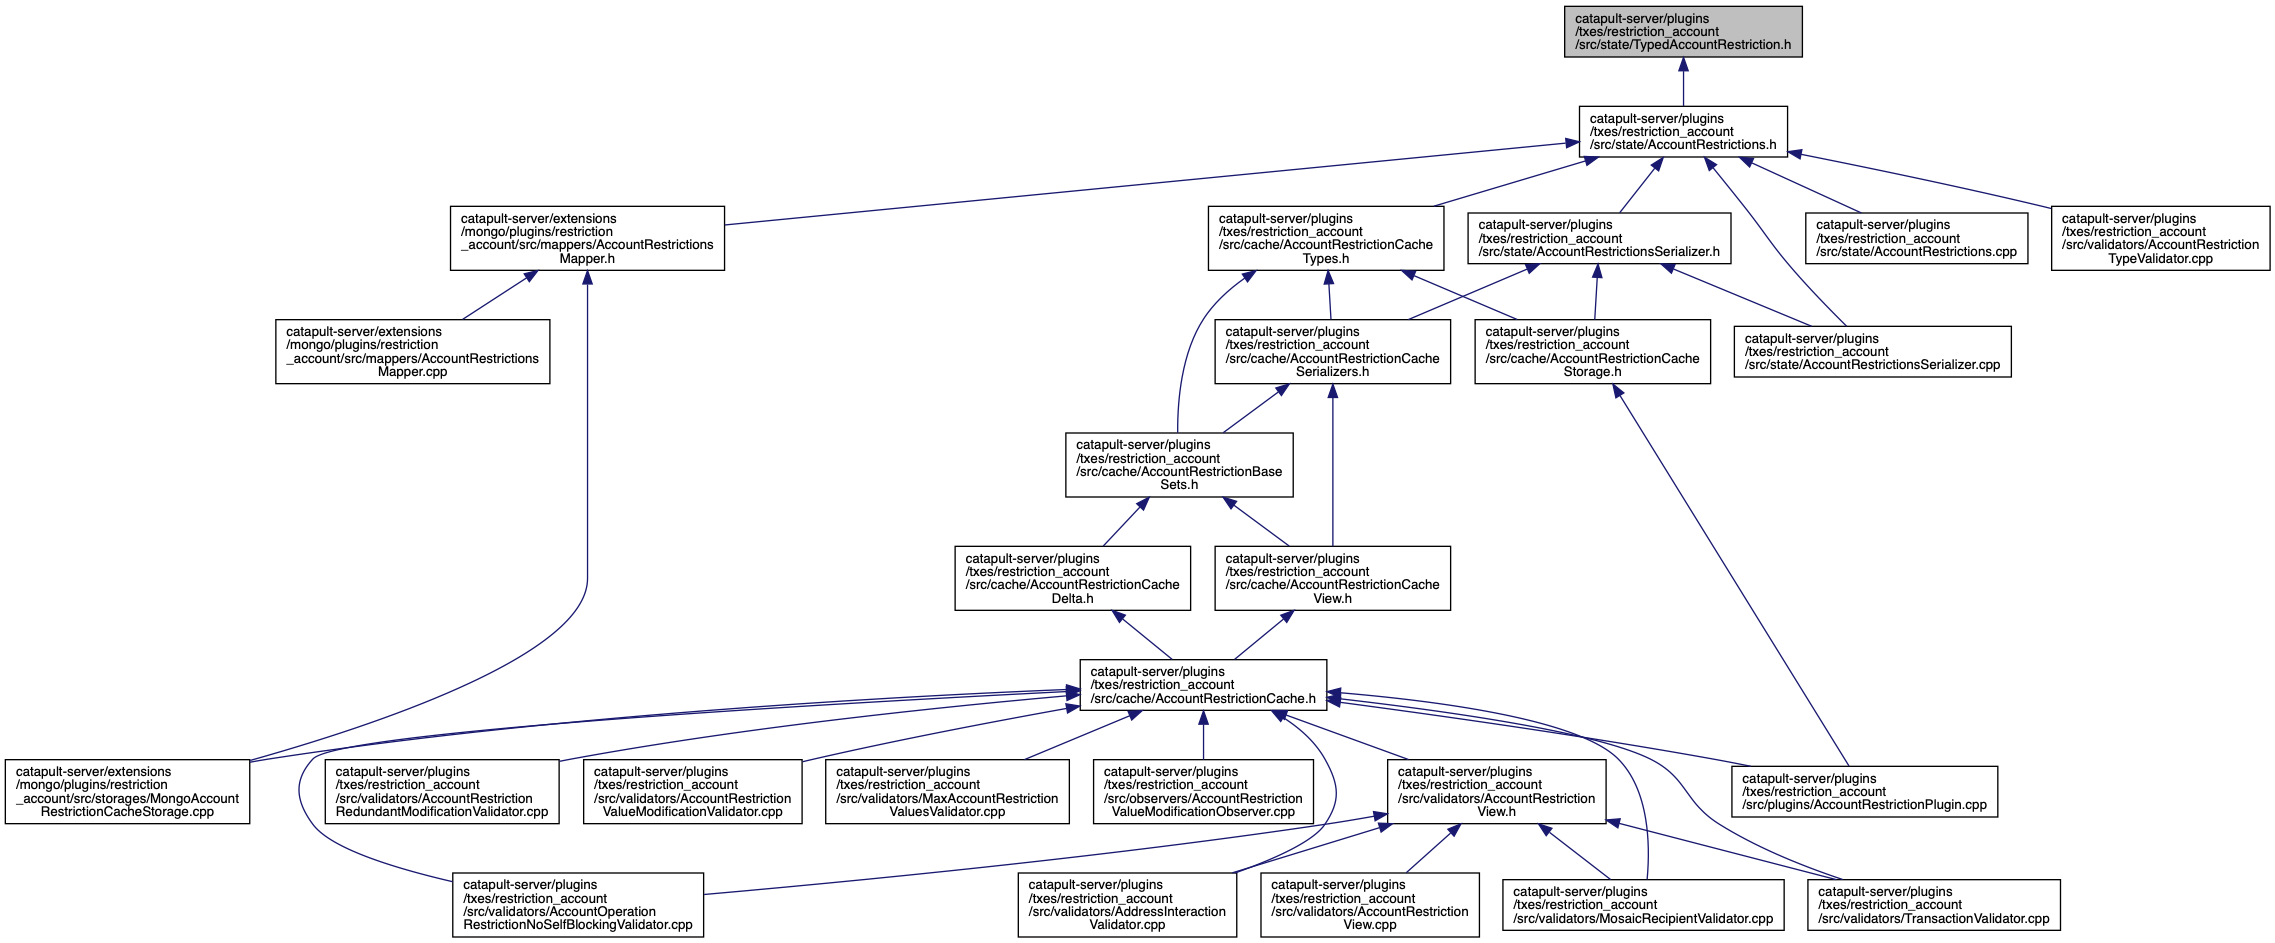 catapult-server/plugins
/txes/restriction_account
/src/state/TypedAccountRestriction.h
catapult-server/plugins
/txes/restriction_account
/src/state/AccountRestrictions.h
catapult-server/extensions
/mongo/plugins/restriction
_account/src/mappers/AccountRestrictions
Mapper.h
catapult-server/plugins
/txes/restriction_account
/src/cache/AccountRestrictionCache
Types.h
catapult-server/plugins
/txes/restriction_account
/src/state/AccountRestrictionsSerializer.h
catapult-server/plugins
/txes/restriction_account
/src/state/AccountRestrictions.cpp
catapult-server/plugins
/txes/restriction_account
/src/validators/AccountRestriction
TypeValidator.cpp
catapult-server/extensions
/mongo/plugins/restriction
_account/src/mappers/AccountRestrictions
Mapper.cpp
catapult-server/plugins
/txes/restriction_account
/src/cache/AccountRestrictionCache
Serializers.h
catapult-server/plugins
/txes/restriction_account
/src/cache/AccountRestrictionCache
Storage.h
catapult-server/plugins
/txes/restriction_account
/src/state/AccountRestrictionsSerializer.cpp
catapult-server/plugins
/txes/restriction_account
/src/cache/AccountRestrictionBase
Sets.h
catapult-server/plugins
/txes/restriction_account
/src/cache/AccountRestrictionCache
Delta.h
catapult-server/plugins
/txes/restriction_account
/src/cache/AccountRestrictionCache
View.h
catapult-server/plugins
/txes/restriction_account
/src/cache/AccountRestrictionCache.h
catapult-server/extensions
/mongo/plugins/restriction
_account/src/storages/MongoAccount
RestrictionCacheStorage.cpp
catapult-server/plugins
/txes/restriction_account
/src/validators/AccountRestriction
RedundantModificationValidator.cpp
catapult-server/plugins
/txes/restriction_account
/src/validators/AccountRestriction
ValueModificationValidator.cpp
catapult-server/plugins
/txes/restriction_account
/src/validators/MaxAccountRestriction
ValuesValidator.cpp
catapult-server/plugins
/txes/restriction_account
/src/observers/AccountRestriction
ValueModificationObserver.cpp
catapult-server/plugins
/txes/restriction_account
/src/validators/AccountRestriction
View.h
catapult-server/plugins
/txes/restriction_account
/src/plugins/AccountRestrictionPlugin.cpp
catapult-server/plugins
/txes/restriction_account
/src/validators/AccountOperation
RestrictionNoSelfBlockingValidator.cpp
catapult-server/plugins
/txes/restriction_account
/src/validators/AddressInteraction
Validator.cpp
catapult-server/plugins
/txes/restriction_account
/src/validators/AccountRestriction
View.cpp
catapult-server/plugins
/txes/restriction_account
/src/validators/MosaicRecipientValidator.cpp
catapult-server/plugins
/txes/restriction_account
/src/validators/TransactionValidator.cpp